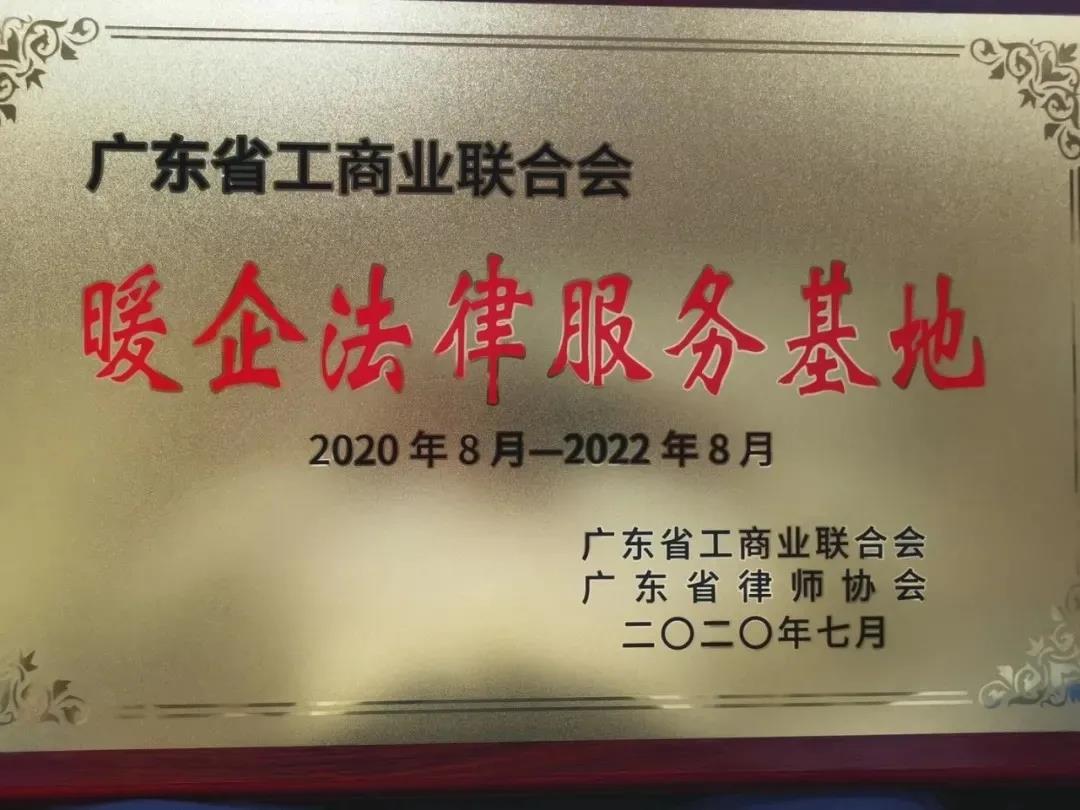 广东省工商业联合会
暖企法律服务基地
2020年8月—2022年8月
广东省工商业联合会
广东省律师协会
二〇二〇年七月